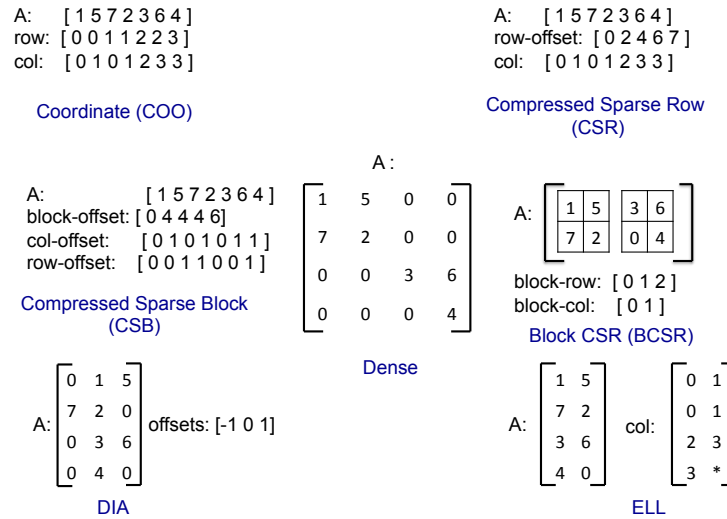 A: [ 1 5 7 2 3 6 4 ]
row: [ 0 0 1 1 2 2 3 ]
col: [ 0 1 0 1 2 3 3 ]
Coordinate (COO)
A: [ 1 5 7 2 3 6 4 ]
row-offset: [ 0 2 4 6 7 ]
col: [ 0 1 0 1 2 3 3 ]
Compressed Sparse Row
(CSR)
A: [ 1 5 7 2 3 6 4 ]
block-offset: [ 0 4 4 4 6]
col-offset: [ 0 1 0 1 0 1 1 ]
row-offset: [ 0 0 1 1 0 0 1 ]
Compressed Sparse Block
(CSB)
A :
1 5 0 0
7 2 0 0
0 0 3 6
0 0 0 4
Dense
A:
1 5 3 6
7 2 0 4
block-row: [ 0 1 2 ]
block-col: [ 0 1 ]
Block CSR (BCSR)
A:
0 1 5
7 2 0
0 3 6
0 4 0
offsets: [-1 0 1]
DIA
A:
1 5
7 2
3 6
4 0
col:
0 1
0 1
2 3
3 *
ELL